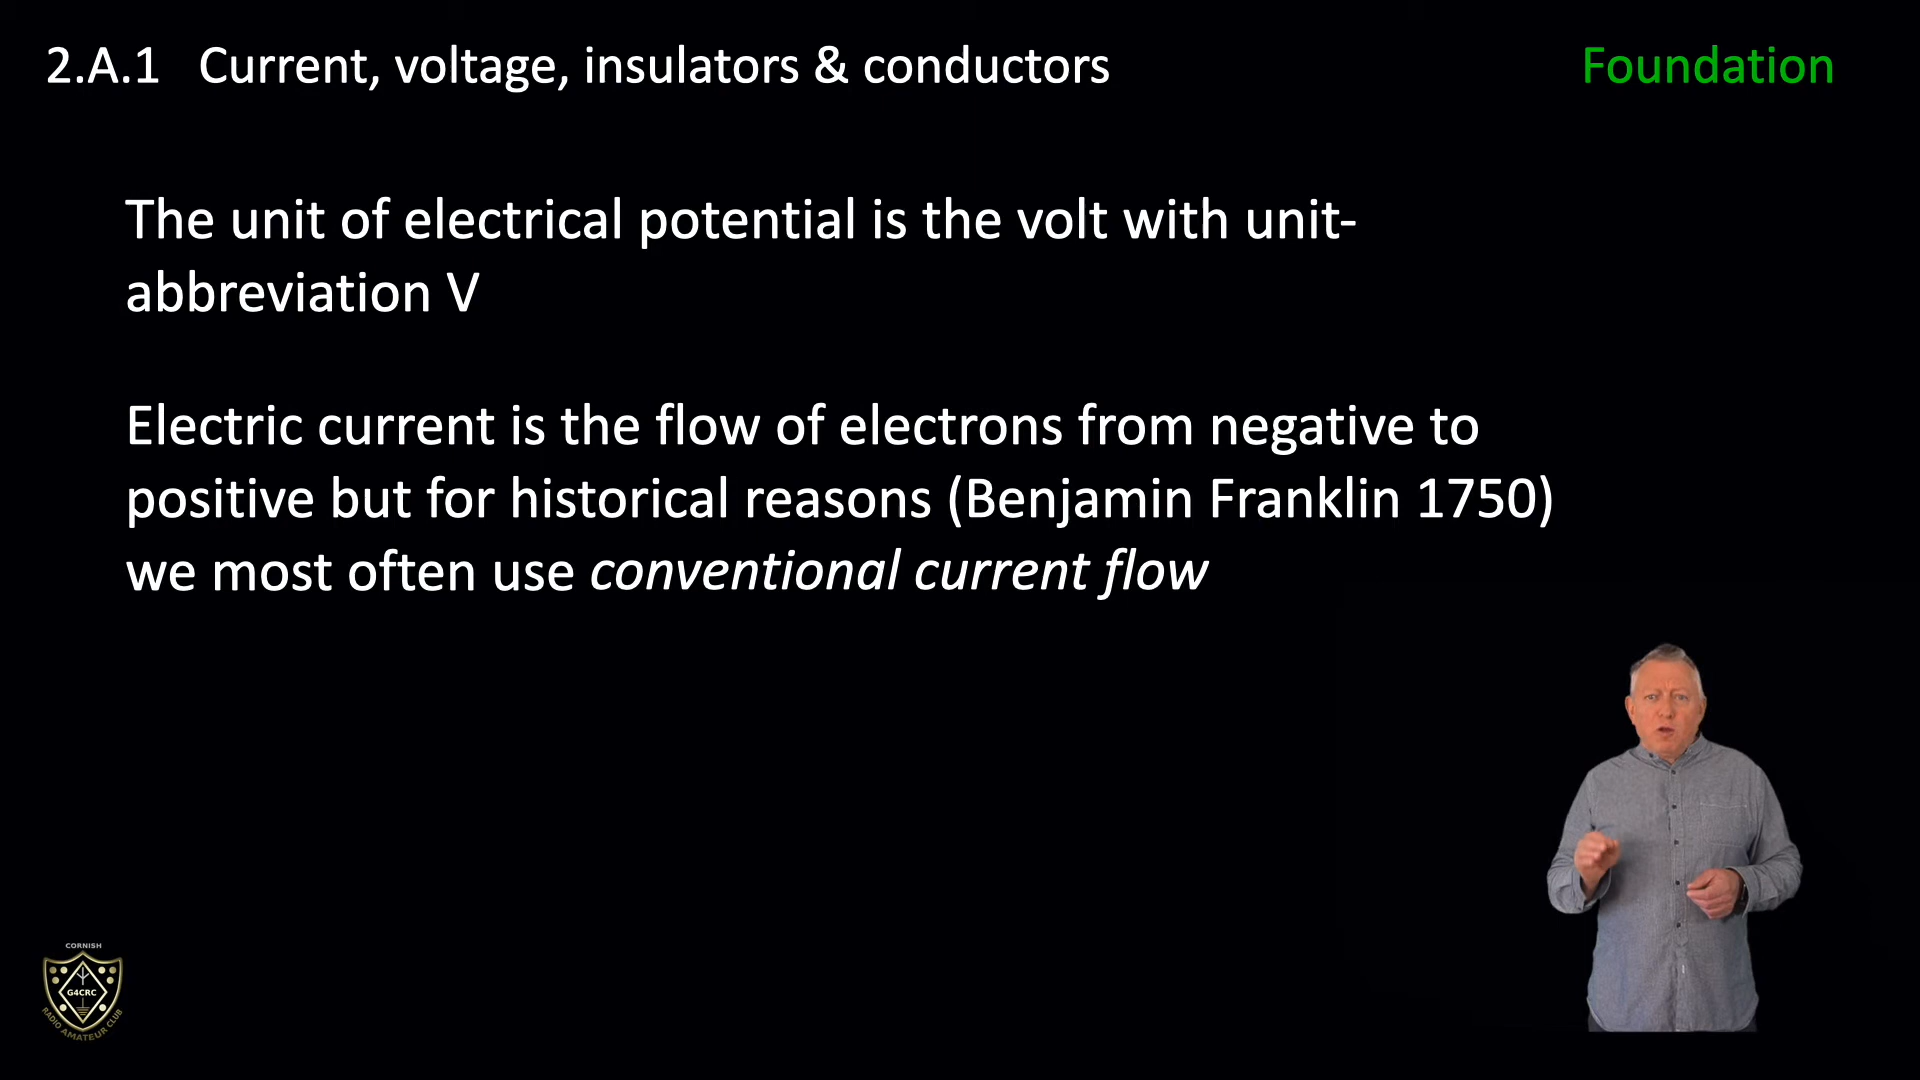 2.A.1 Current, voltage, insulators & conductors
Foundation
The unit of electrical potential is the volt with unit-
abbreviation V
Electric current is the flow of electrons from negative to
positive but for historical reasons (Benjamin Franklin 1750)
we most often use conventional current flow
CORNISH
G4CRC
RADIO AMATEUR CLUB